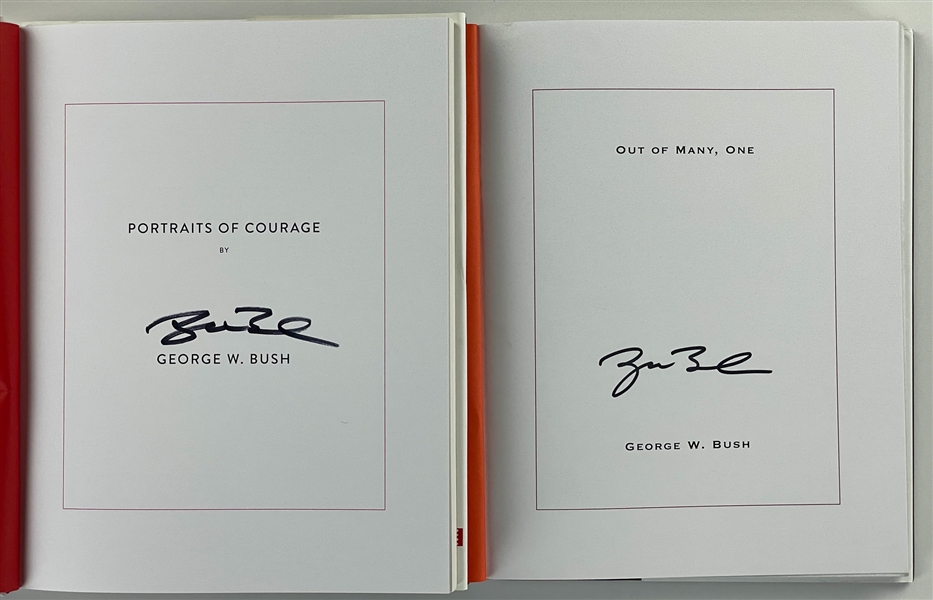 PORTRAITS OF COURAGE
BY
GEORGE W. BUSH
OUT OF MANY, ONE
GEORGE W. BUSH